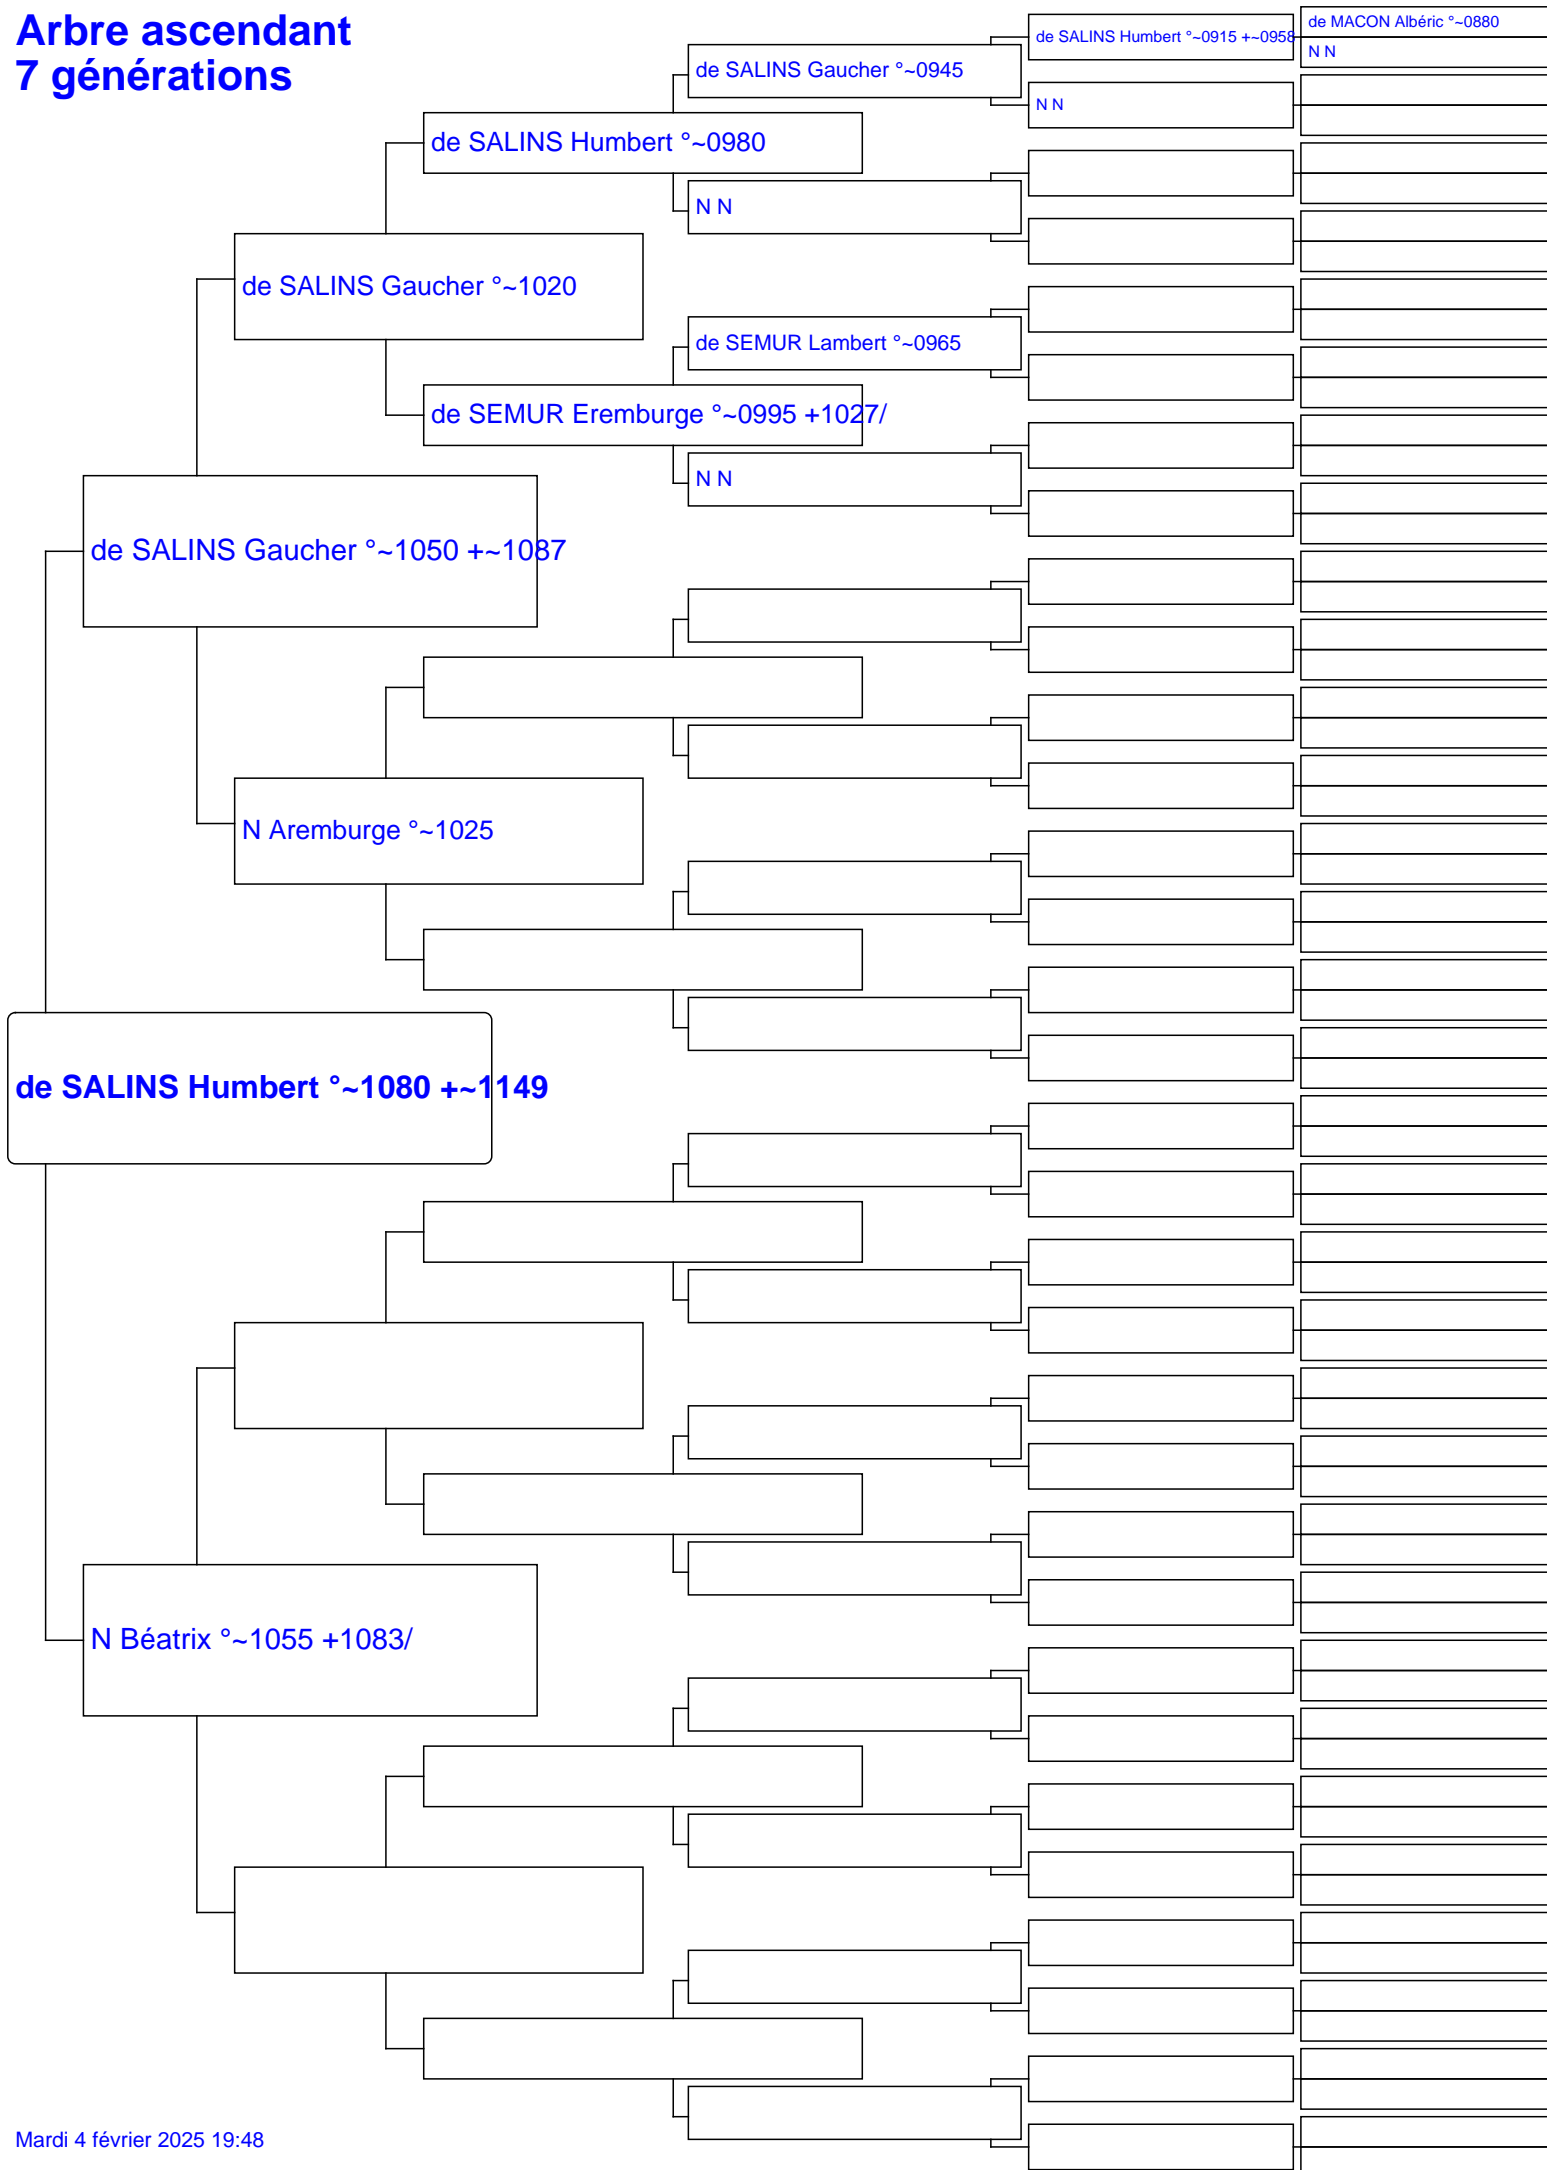 Arbre ascendant
7 générations
de MACON Albéric °~0880
de SALINS Humbert °~0915 +~0958
N N
de SALINS Gaucher °~0945
N N
de SALINS Humbert °~0980
N N
de SALINS Gaucher °~1020
de SEMUR Lambert °~0965
de SEMUR Eremburge °~0995 +1027/
N N
de SALINS Gaucher °~1050 +~1087
N Aremburge °~1025
de SALINS Humbert °~1080 +~1149
N Béatrix °~1055 +1083/
Mardi 4 février 2025 19:48